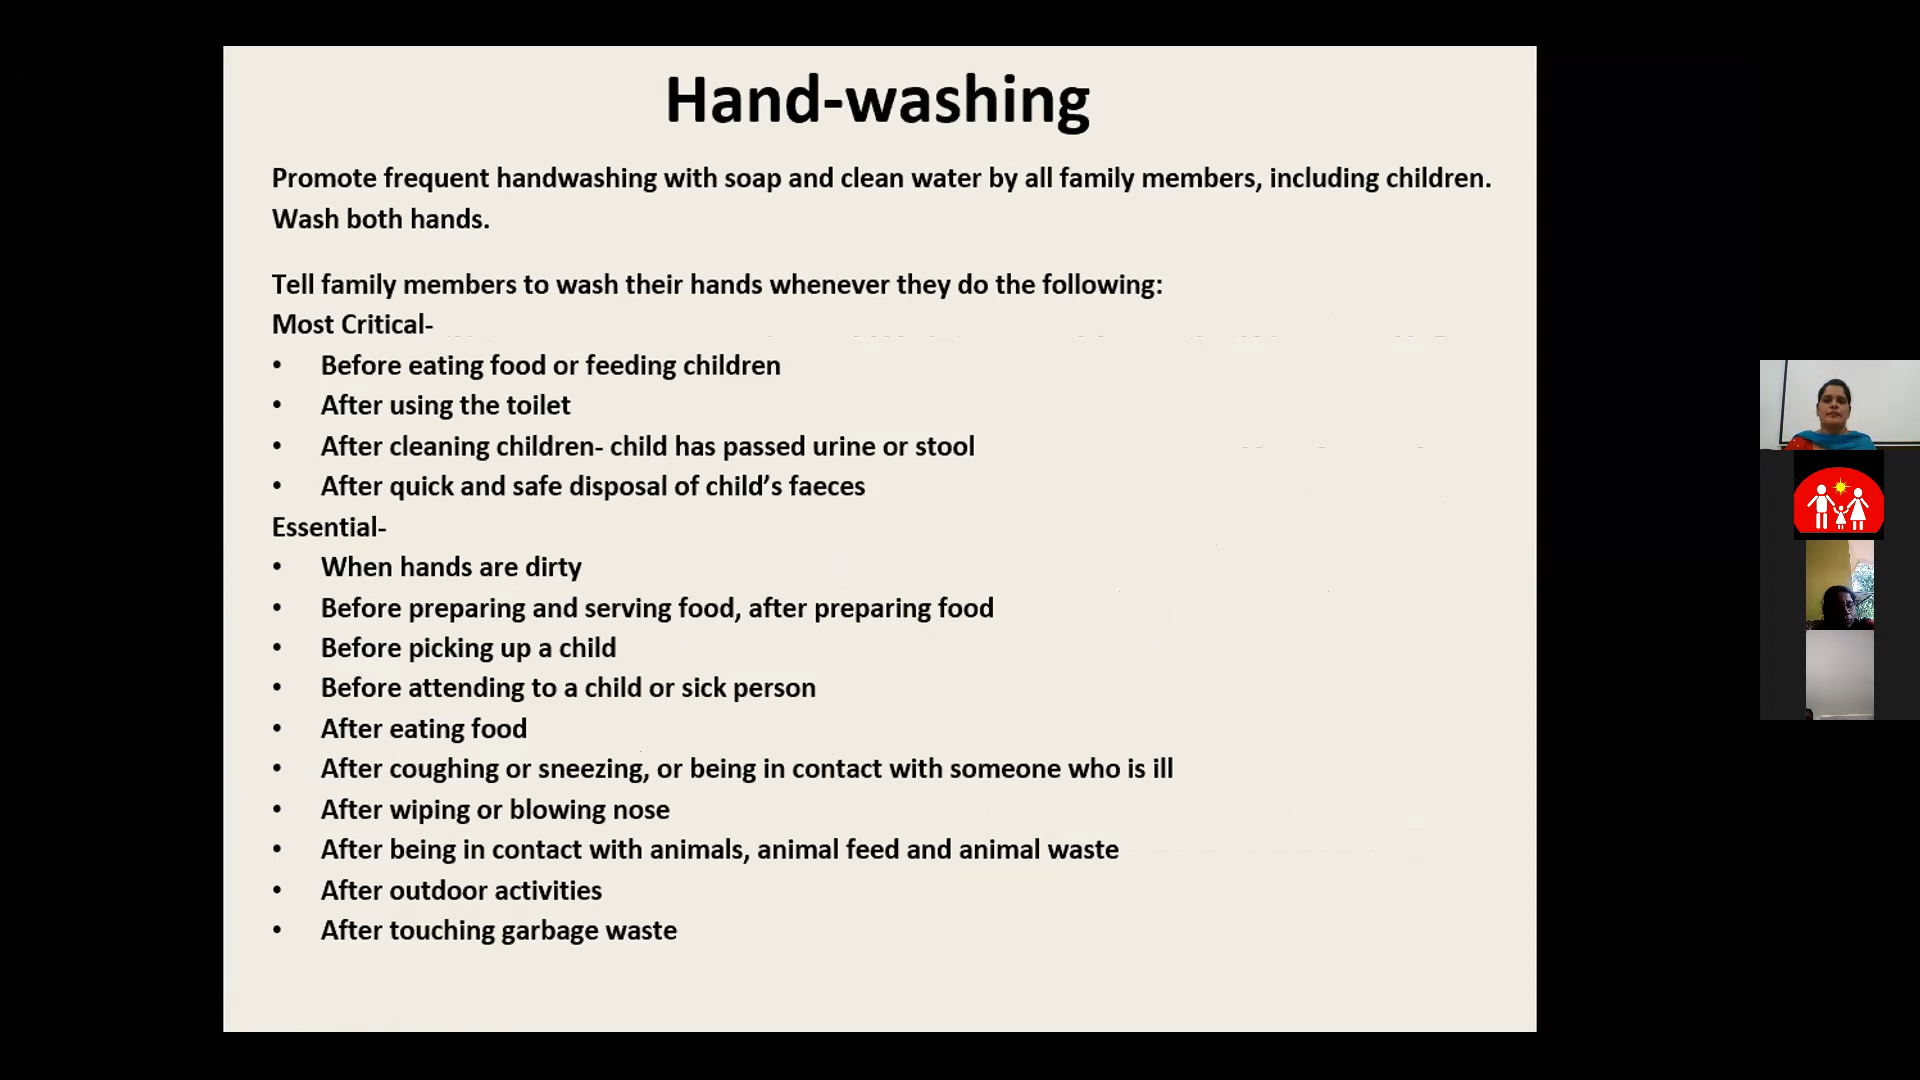 Hand-washing
Promote frequent handwashing with soap and clean water by all family members, including children.
Wash both hands.
Tell family members to wash their hands whenever they do the following:
Most Critical-
• Before eating food or feeding children
• After using the toilet
• After cleaning children- child has passed urine or stool
• After quick and safe disposal of child’s faeces
Essential-
• When hands are dirty
• Before preparing and serving food, after preparing food
• Before picking up a child
• Before attending to a child or sick person
• After eating food
• After coughing or sneezing, or being in contact with someone who is ill
• After wiping or blowing nose
• After being in contact with animals, animal feed and animal waste
• After outdoor activities
• After touching garbage waste